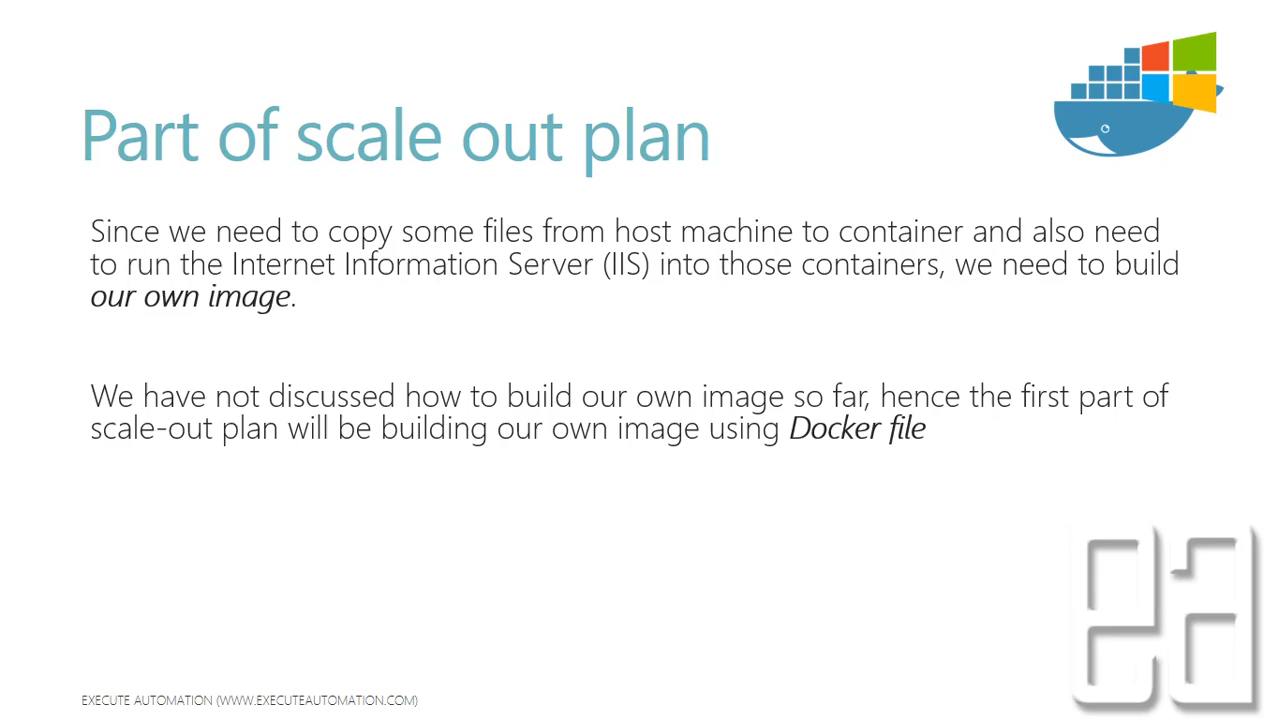 Part of scale out plan
Since we need to copy some files from host machine to container and also need
to run the Internet Information Server (IIS) into those containers, we need to build
our own image.
We have not discussed how to build our own image so far, hence the first part of
scale-out plan will be building our own image using Docker file
ea
EXECUTE AUTOMATION (WWW.EXECUTEAUTOMATION.COM)